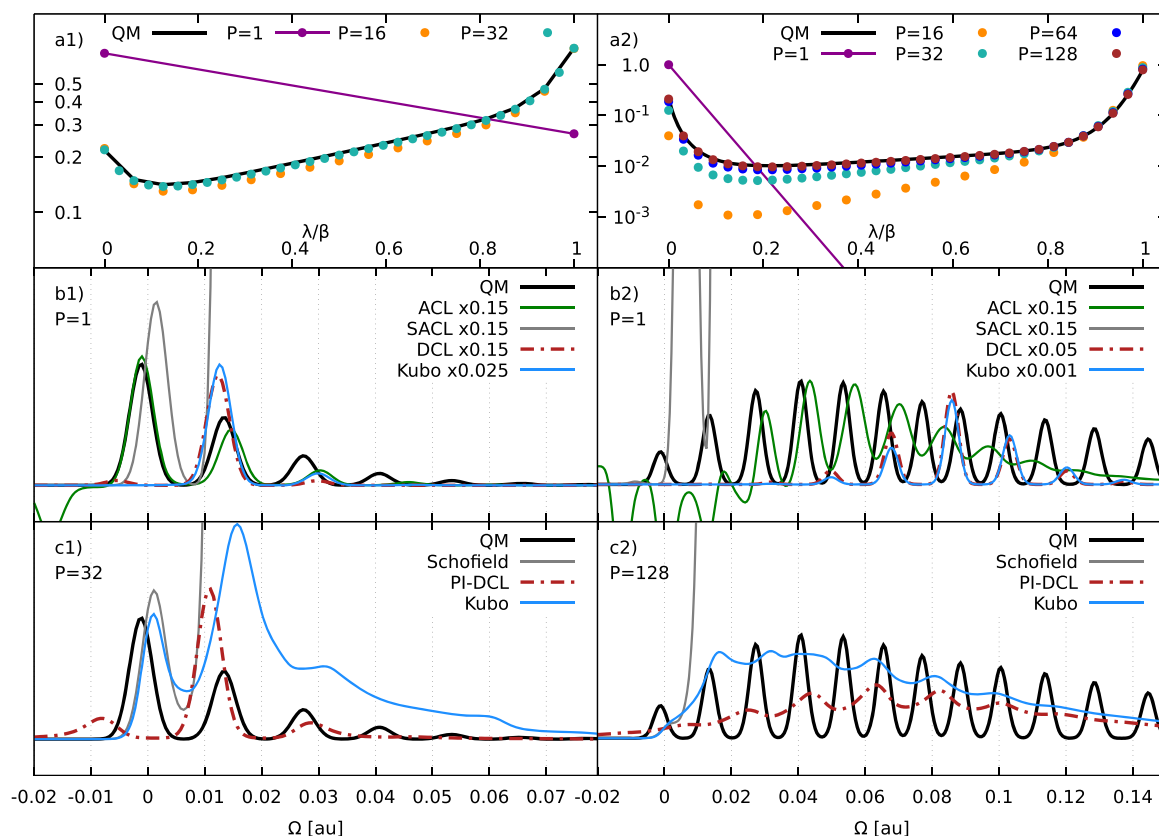 a1) QM P=1 P=16 P=32
0.5
0.4
0.3
0.2
0.1
λ/β
0 0.2 0.4 0.6 0.8 1
a2) QM P=16 P=64
P=1 P=32 P=128
1.0
10⁻¹
10⁻²
10⁻³
λ/β
0 0.2 0.4 0.6 0.8 1
b1)
P=1
QM
ACL x0.15
SACL x0.15
DCL x0.15
Kubo x0.025
b2)
P=1
QM
ACL x0.15
SACL x0.15
DCL x0.05
Kubo x0.001
c1)
P=32
QM
Schofield
PI-DCL
Kubo
c2)
P=128
QM
Schofield
PI-DCL
Kubo
-0.02 -0.01 0 0.01 0.02 0.03 0.04 0.05 0.06 0.07
Ω [au]
-0.02 0 0.02 0.04 0.06 0.08 0.1 0.12 0.14
Ω [au]